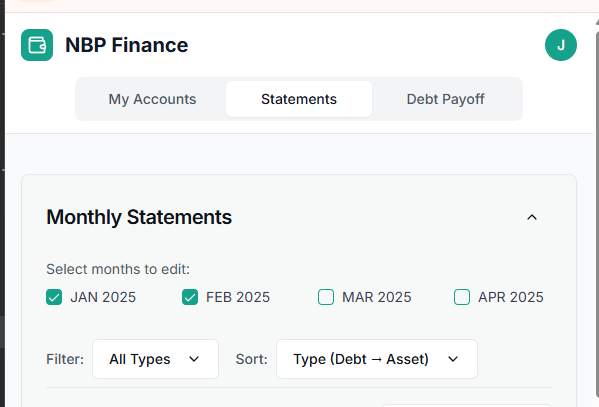 NBP Finance
J
My Accounts Statements Debt Payoff
Monthly Statements
Select months to edit:
JAN 2025 FEB 2025 MAR 2025 APR 2025
Filter: All Types Sort: Type (Debt → Asset)